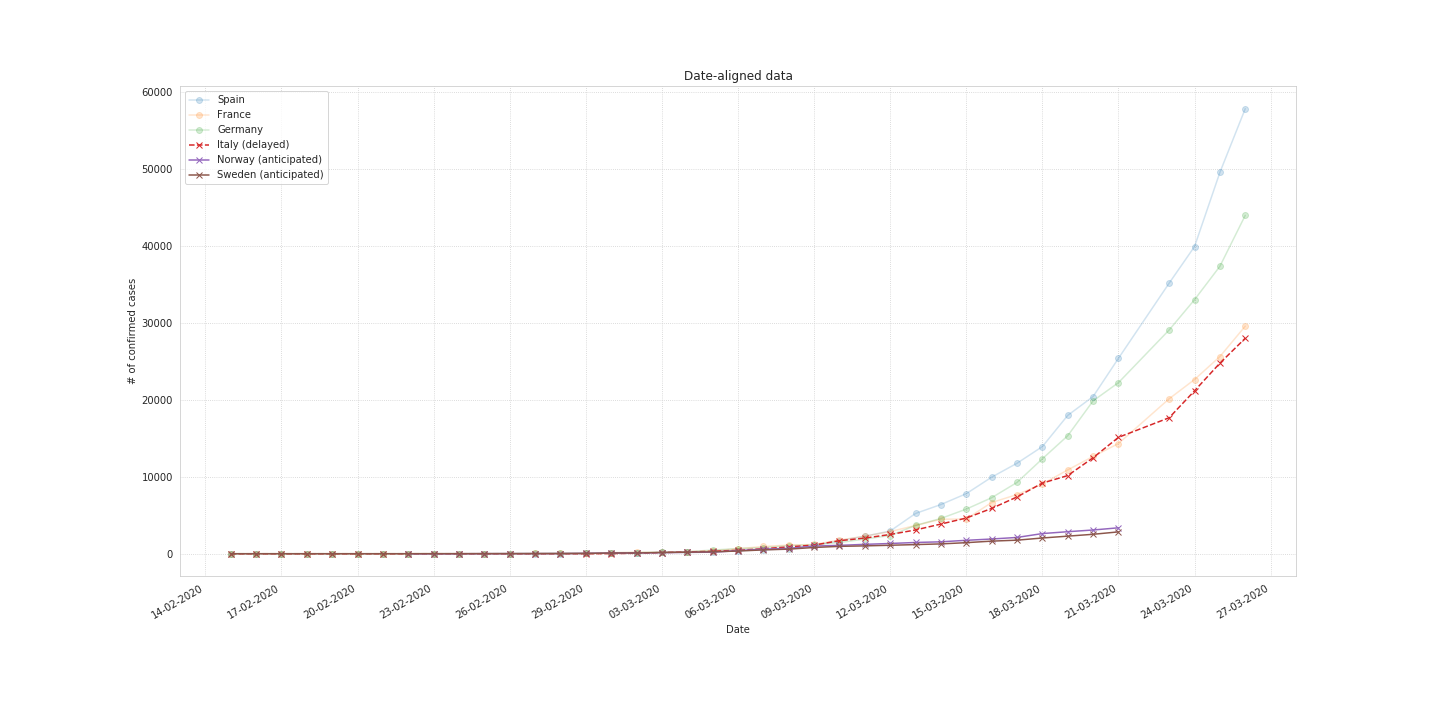 Date-aligned data
Spain
France
Germany
Italy (delayed)
Norway (anticipated)
Sweden (anticipated)
# of confirmed cases
60000
50000
40000
30000
20000
10000
0
14-02-2020
17-02-2020
20-02-2020
23-02-2020
26-02-2020
29-02-2020
03-03-2020
06-03-2020
09-03-2020
12-03-2020
15-03-2020
18-03-2020
21-03-2020
24-03-2020
27-03-2020
Date